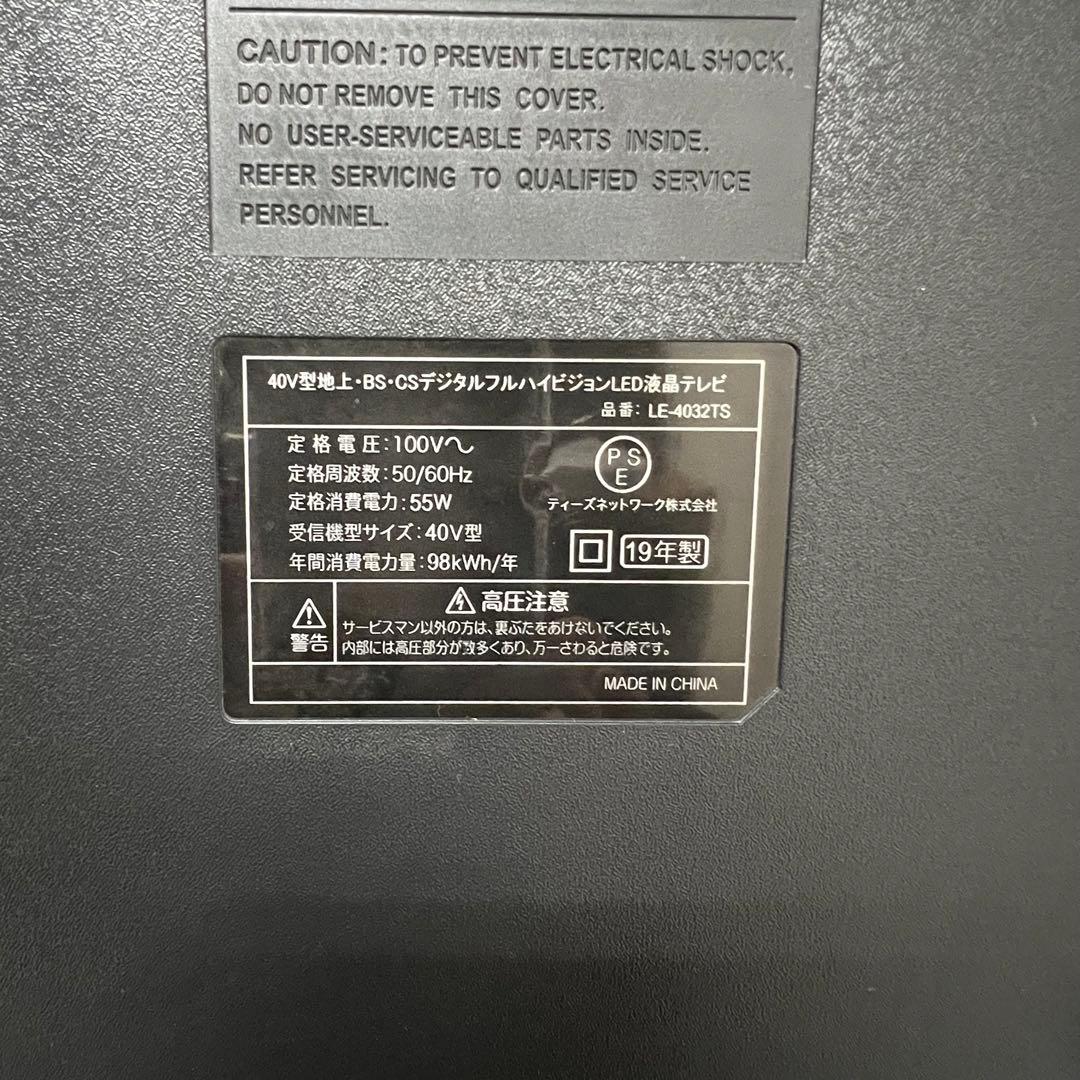 CAUTION: TO PREVENT ELECTRICAL SHOCK,
DO NOT REMOVE THIS COVER.
NO USER-SERVICEABLE PARTS INSIDE.
REFER SERVICING TO QUALIFIED SERVICE
PERSONNEL.
40V型地上・BS・CSデジタルフルハイビジョンLED液晶テレビ
品番: LE-4032TS
定格電圧:100V〜
定格周波数:50/60Hz
定格消費電力:55W
受信機型サイズ:40V型
年間消費電力量:98kWh/年
PSE
ティーズネットワーク株式会社
19年製
警告
高圧注意
サービスマン以外の方は、裏ぶたをあけないでください。
内部には高圧部分が数多くあり、万一さわると危険です。
MADE IN CHINA